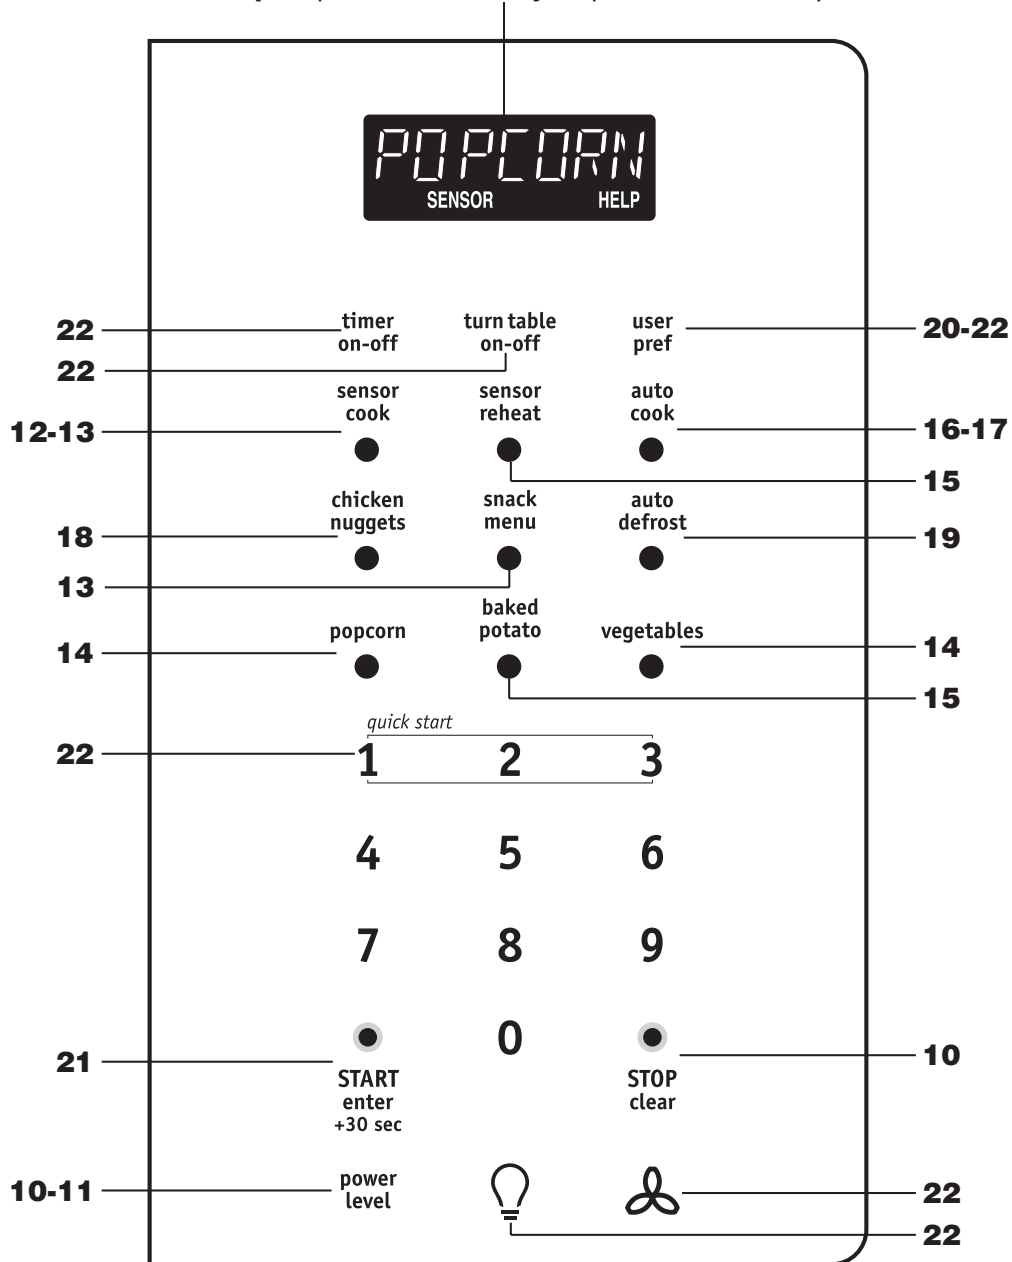 POPCORN
SENSOR HELP
22
timer
on-off
turn table
on-off
user
pref
20-22
22
sensor
cook
sensor
reheat
auto
cook
12-13
16-17
15
chicken
nuggets
snack
menu
auto
defrost
18
19
13
popcorn
baked
potato
vegetables
14
14
15
quick start
22
1 2 3
4 5 6
7 8 9
0
21
10
START
enter
+30 sec
STOP
clear
10-11
power
level
22
22